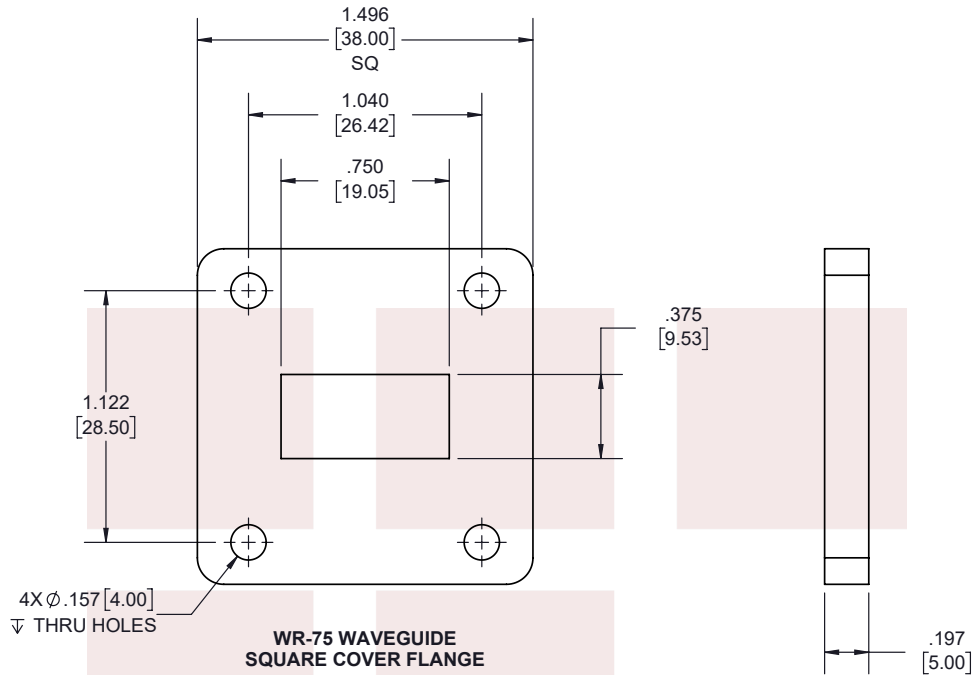 1.496
[38.00]
SQ
1.040
[26.42]
.750
[19.05]
.375
[9.53]
1.122
[28.50]
4X⌀.157[4.00]
↧ THRU HOLES
WR-75 WAVEGUIDE
SQUARE COVER FLANGE
.197
[5.00]